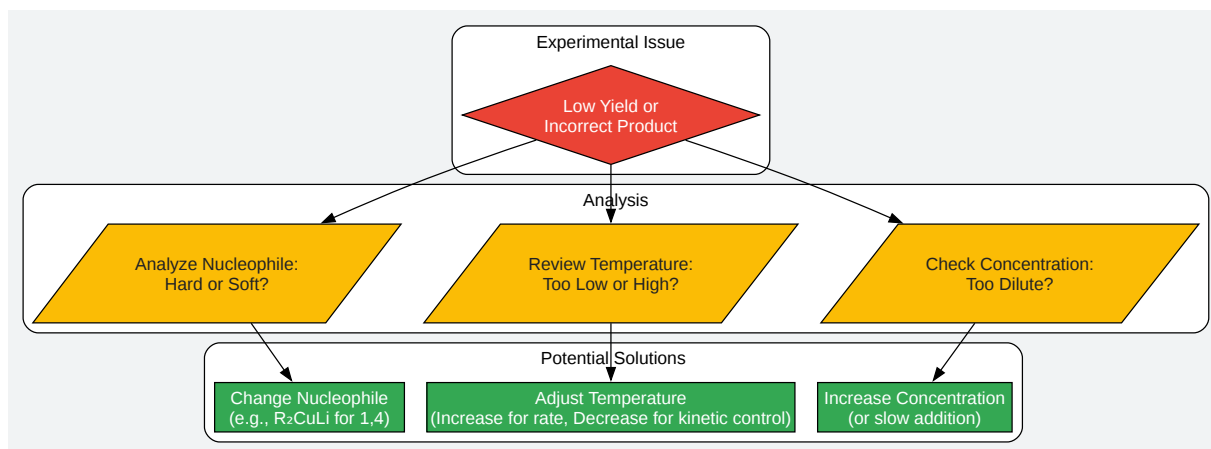 Experimental Issue
Low Yield or
Incorrect Product
Analysis
Analyze Nucleophile:
Hard or Soft?
Review Temperature:
Too Low or High?
Check Concentration:
Too Dilute?
Potential Solutions
Change Nucleophile
(e.g., R₂CuLi for 1,4)
Adjust Temperature
(Increase for rate, Decrease for kinetic control)
Increase Concentration
(or slow addition)